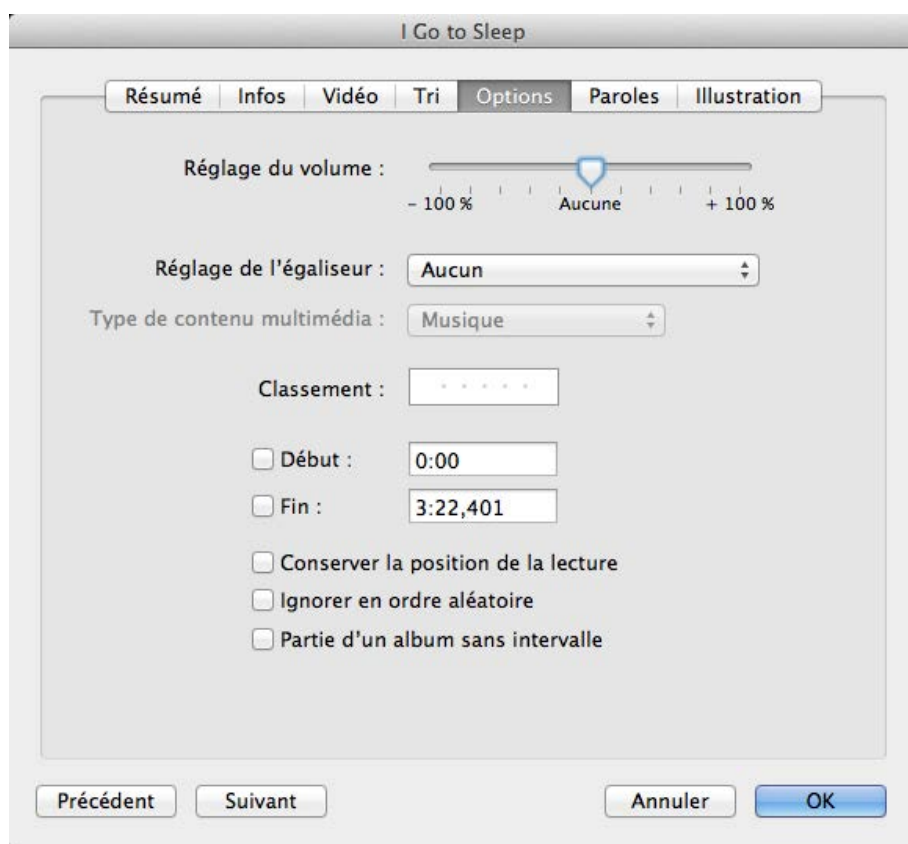 I Go to Sleep
Résumé Infos Vidéo Tri Options Paroles Illustration
Réglage du volume :
– 100 % Aucune + 100 %
Réglage de l’égaliseur : Aucun
Type de contenu multimédia : Musique
Classement :
Début : 0:00
Fin : 3:22,401
Conserver la position de la lecture
Ignorer en ordre aléatoire
Partie d’un album sans intervalle
Précédent Suivant Annuler OK